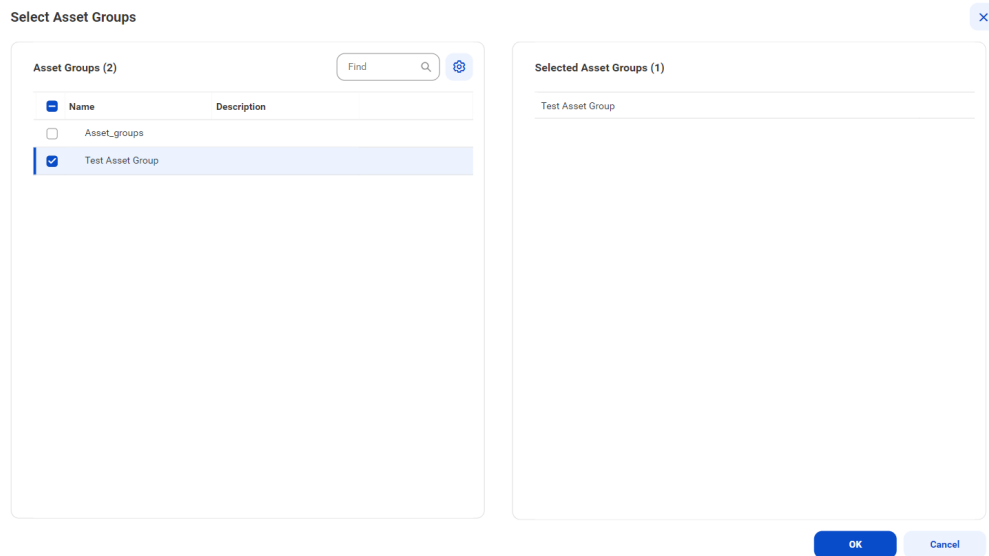 Select Asset Groups
Asset Groups (2)
Find
Name Description
Asset_groups
Test Asset Group
Selected Asset Groups (1)
Test Asset Group
OK Cancel